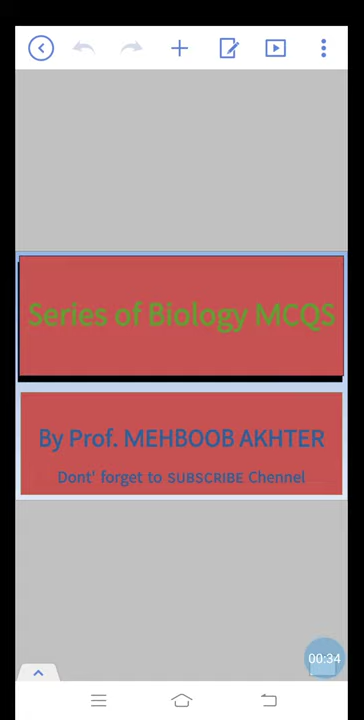 Series of Biology MCQS
By Prof. MEHBOOB AKHTER
Dont' forget to SUBSCRIBE Chennel
00:34